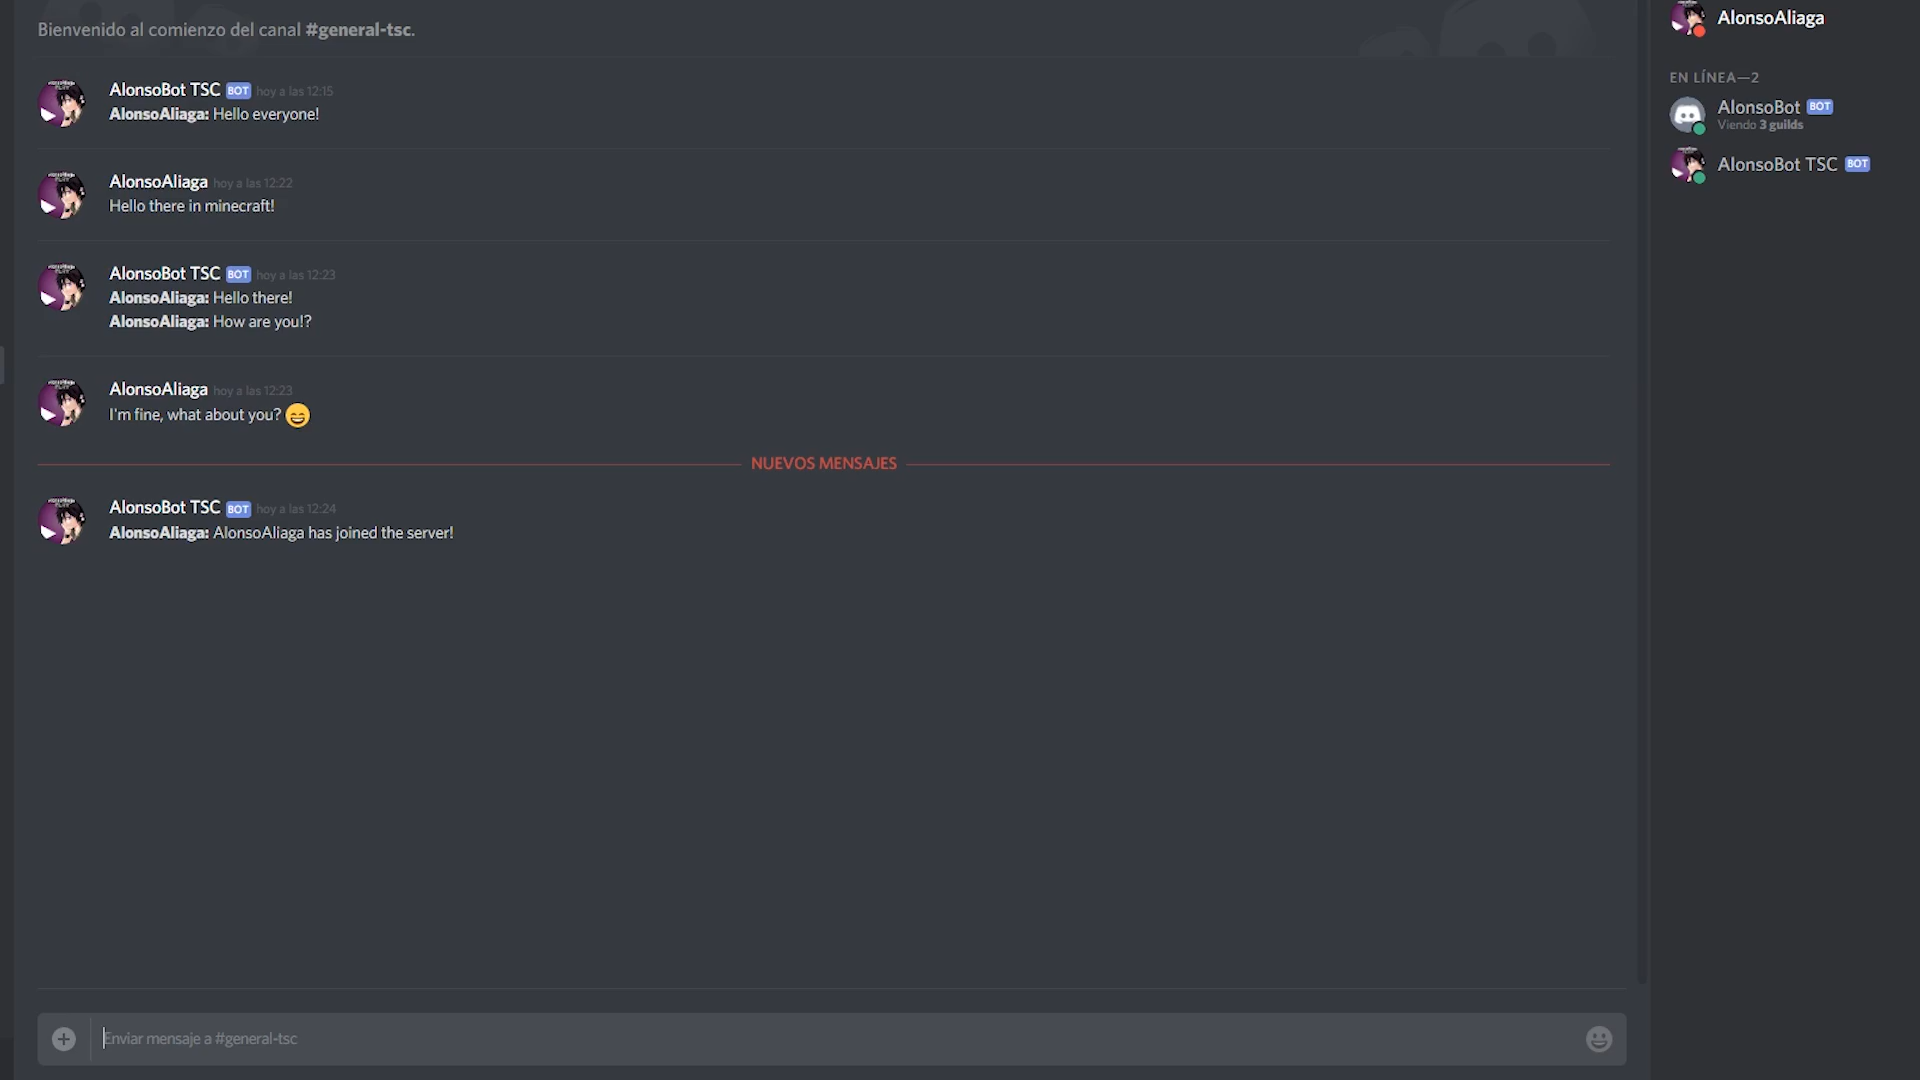 Bienvenido al comienzo del canal #general-tsc.
AlonsoBot TSC BOT hoy a las 12:15
AlonsoAliaga: Hello everyone!
AlonsoAliaga hoy a las 12:22
Hello there in minecraft!
AlonsoBot TSC BOT hoy a las 12:23
AlonsoAliaga: Hello there!
AlonsoAliaga: How are you!?
AlonsoAliaga hoy a las 12:23
I'm fine, what about you?
NUEVOS MENSAJES
AlonsoBot TSC BOT hoy a las 12:24
AlonsoAliaga: AlonsoAliaga has joined the server!
Enviar mensaje a #general-tsc
AlonsoAliaga
EN LÍNEA—2
AlonsoBot BOT
Viendo 3 guilds
AlonsoBot TSC BOT